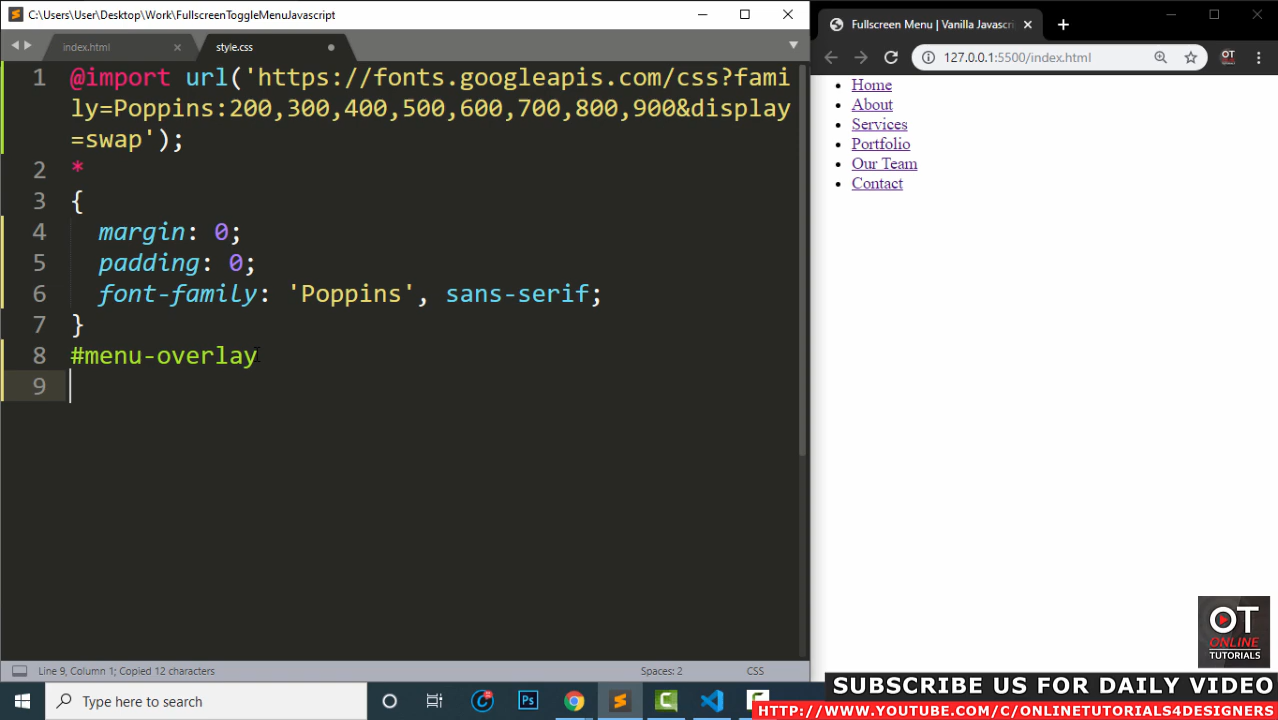 C:\Users\User\Desktop\Work\FullscreenToggleMenuJavascript
index.html
style.css
1 @import url('https://fonts.googleapis.com/css?fami
ly=Poppins:200,300,400,500,600,700,800,900&display
=swap');
2 *
3 {
4 margin: 0;
5 padding: 0;
6 font-family: 'Poppins', sans-serif;
7 }
8 #menu-overlay
9
Line 9, Column 1; Copied 12 characters
Spaces: 2
CSS
Type here to search
Fullscreen Menu | Vanilla Javascri
127.0.0.1:5500/index.html
Home
About
Services
Portfolio
Our Team
Contact
OT
ONLINE
TUTORIALS
SUBSCRIBE US FOR DAILY VIDEO
HTTP://WWW.YOUTUBE.COM/C/ONLINETUTORIALS4DESIGNERS